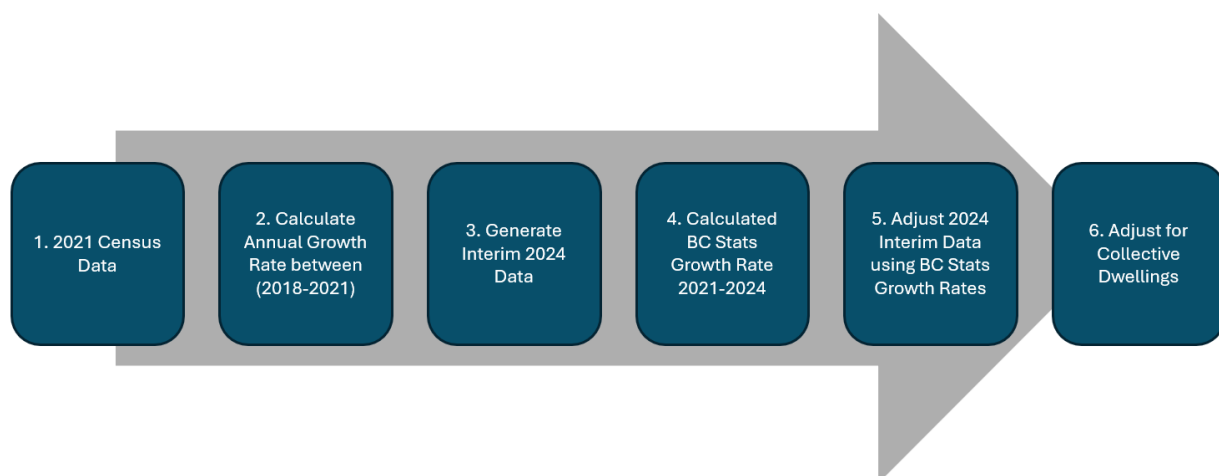 1. 2021 Census
Data
2. Calculate
Annual Growth
Rate between
(2018-2021)
3. Generate
Interim 2024
Data
4. Calculated
BC Stats
Growth Rate
2021-2024
5. Adjust 2024
Interim Data
using BC Stats
Growth Rates
6. Adjust for
Collective
Dwellings